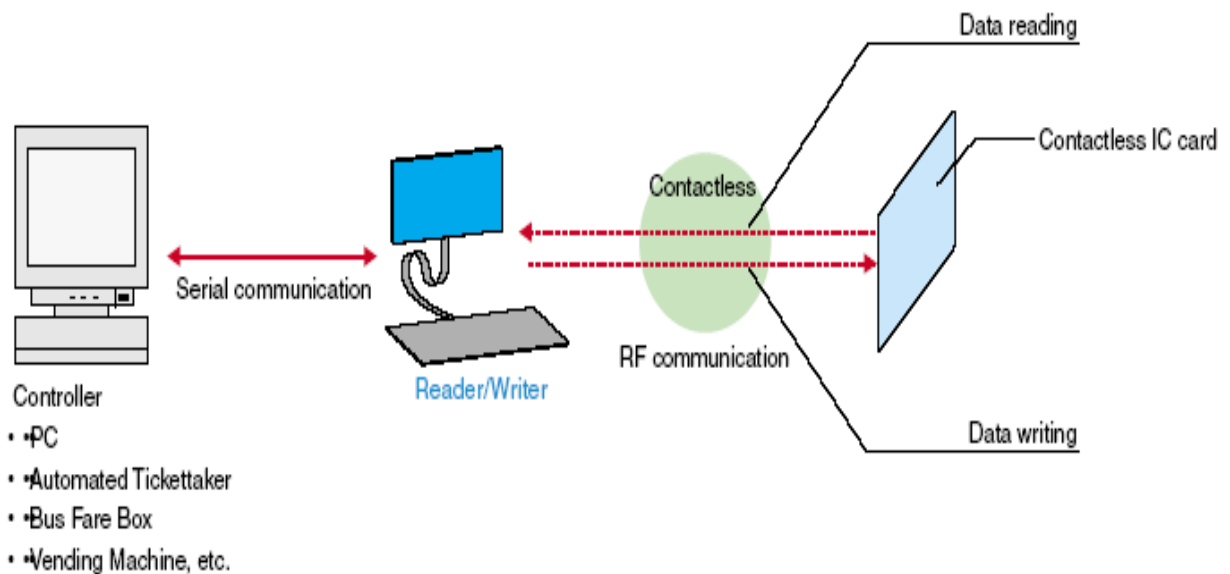 Data reading
Contactless IC card
Contactless
Serial communication
RF communication
Reader/Writer
Data writing
Controller
• •PC
• •Automated Tickettaker
• •Bus Fare Box
• •Vending Machine, etc.